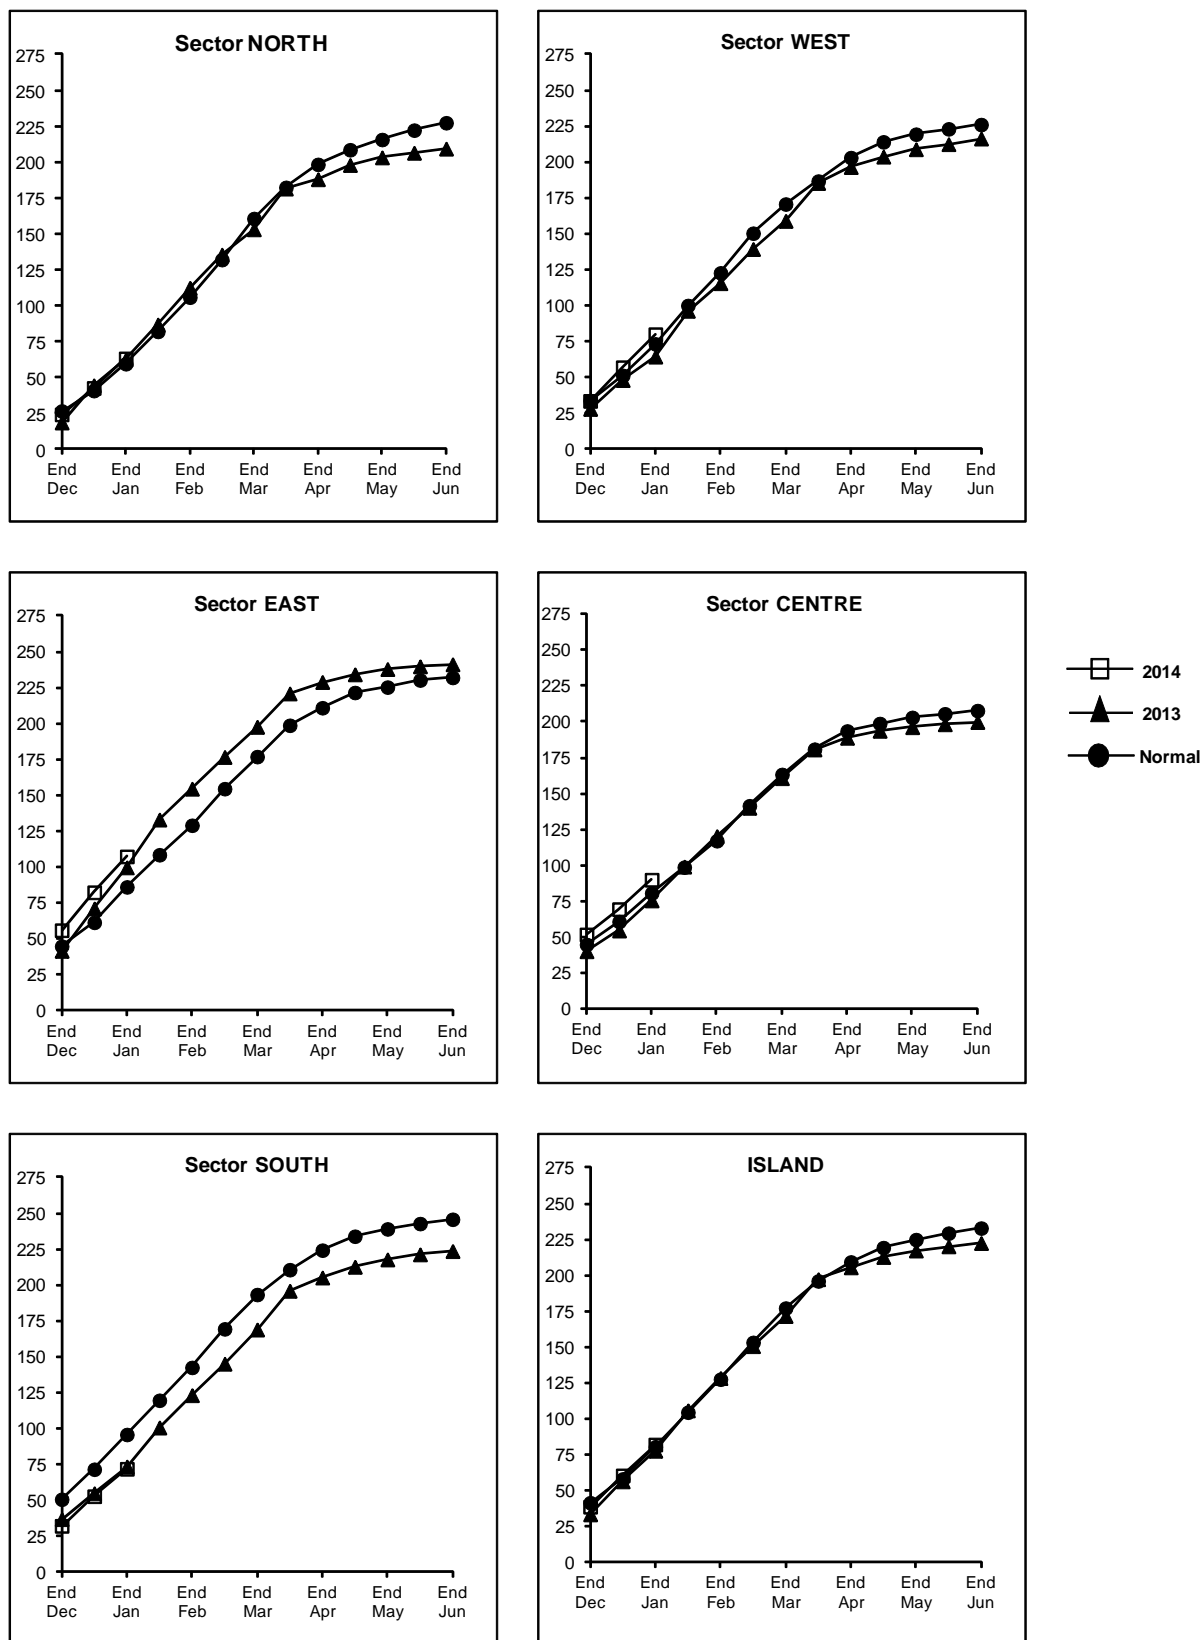 Sector NORTH
275
250
225
200
175
150
125
100
75
50
25
0
End Dec
End Jan
End Feb
End Mar
End Apr
End May
End Jun
Sector WEST
275
250
225
200
175
150
125
100
75
50
25
0
End Dec
End Jan
End Feb
End Mar
End Apr
End May
End Jun
Sector EAST
275
250
225
200
175
150
125
100
75
50
25
0
End Dec
End Jan
End Feb
End Mar
End Apr
End May
End Jun
Sector CENTRE
275
250
225
200
175
150
125
100
75
50
25
0
End Dec
End Jan
End Feb
End Mar
End Apr
End May
End Jun
2014
2013
Normal
Sector SOUTH
275
250
225
200
175
150
125
100
75
50
25
0
End Dec
End Jan
End Feb
End Mar
End Apr
End May
End Jun
ISLAND
275
250
225
200
175
150
125
100
75
50
25
0
End Dec
End Jan
End Feb
End Mar
End Apr
End May
End Jun